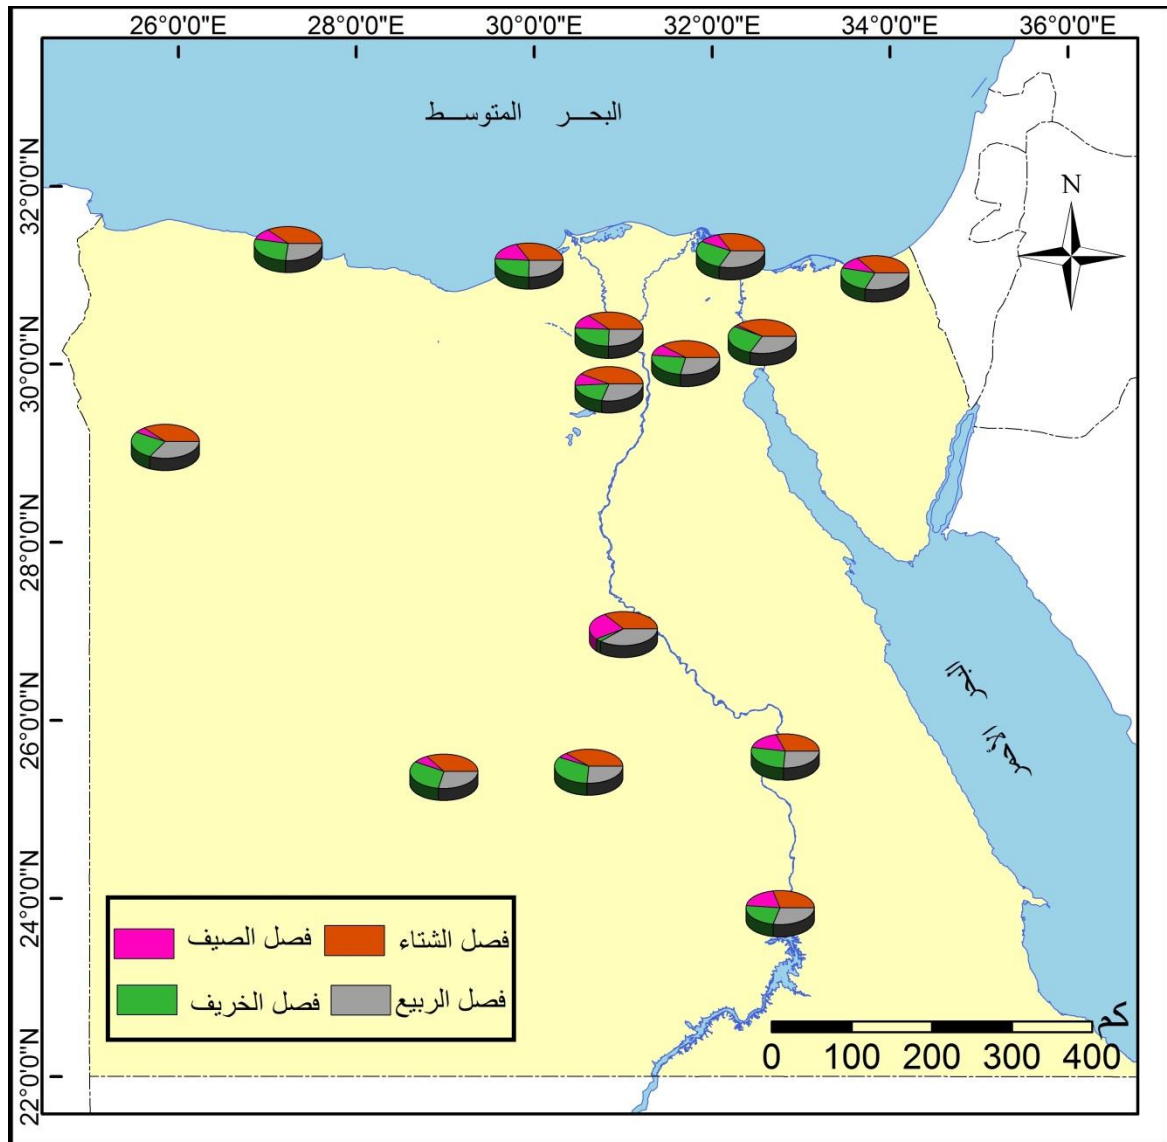 26°0'0"E 28°0'0"E 30°0'0"E 32°0'0"E 34°0'0"E 36°0'0"E
البحـــر المتوســـط
N
32°0'0"N
30°0'0"N
28°0'0"N
26°0'0"N
24°0'0"N
22°0'0"N
البحر
الأحمر
فصل الشتاء
فصل الصيف
فصل الربيع
فصل الخريف
كم
0 100 200 300 400